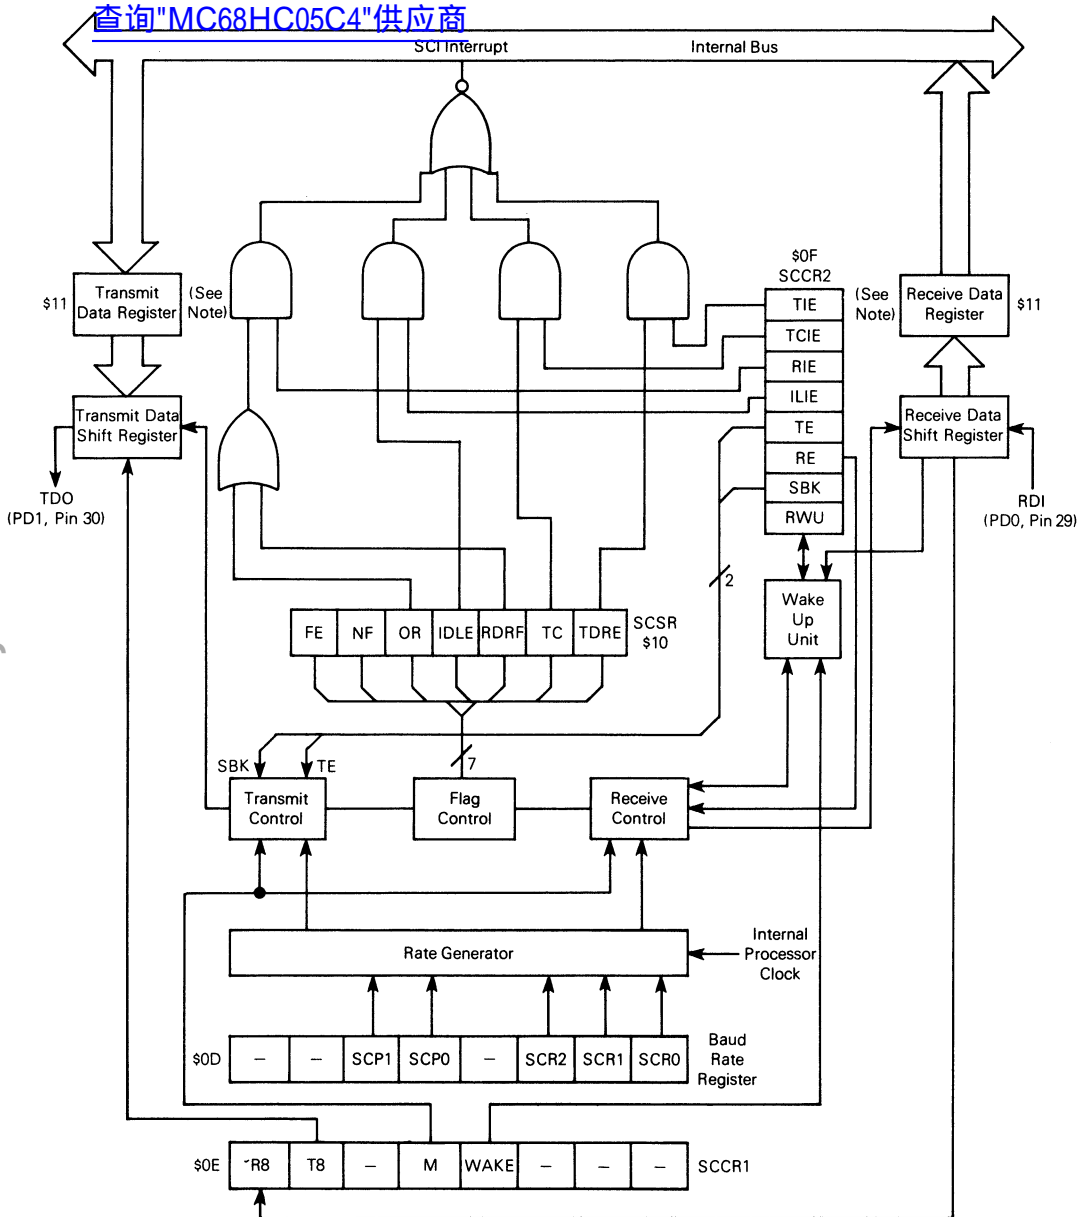 查询"MC68HC05C4"供应商
SCI Interrupt
Internal Bus
$0F
SCCR2
$11
Transmit
Data Register
(See
Note)
TIE
TCIE
RIE
ILIE
TE
RE
SBK
RWU
(See
Note)
Receive Data
Register
$11
Transmit Data
Shift Register
Receive Data
Shift Register
TDO
(PD1, Pin 30)
RDI
(PD0, Pin 29)
2
Wake
Up
Unit
FE
NF
OR
IDLE
RDRF
TC
TDRE
SCSR
$10
SBK
TE
7
Transmit
Control
Flag
Control
Receive
Control
Rate Generator
Internal
Processor
Clock
$0D
–
–
SCP1
SCP0
–
SCR2
SCR1
SCR0
Baud
Rate
Register
$0E
R8
T8
–
M
WAKE
–
–
–
SCCR1